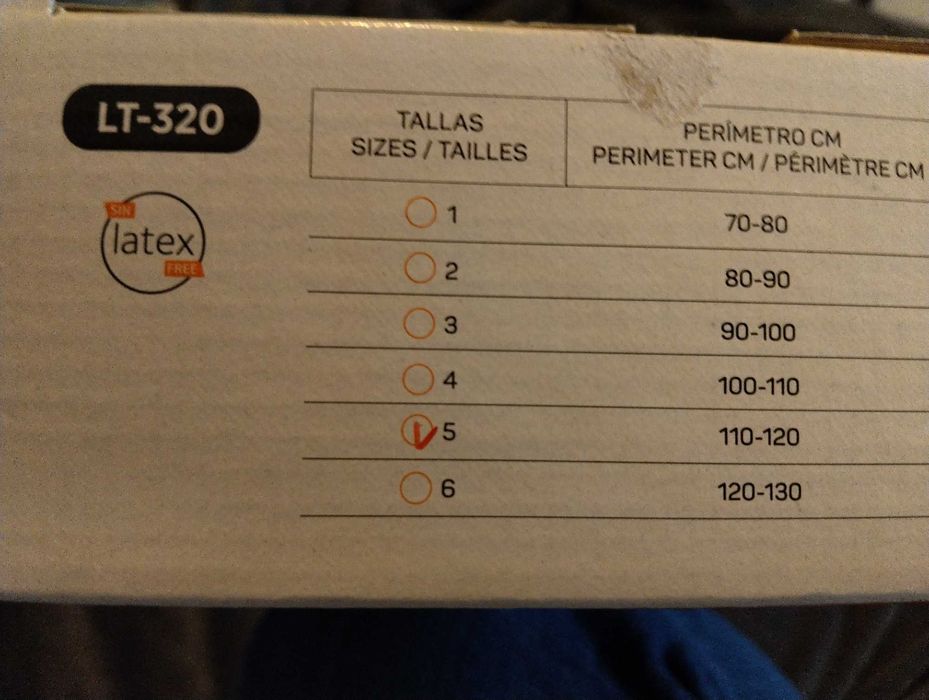 LT-320
SIN
latex
FREE
TALLAS
SIZES / TAILLES
PERÍMETRO CM
PERIMETER CM / PÉRIMÈTRE CM
1 70-80
2 80-90
3 90-100
4 100-110
5 110-120
6 120-130